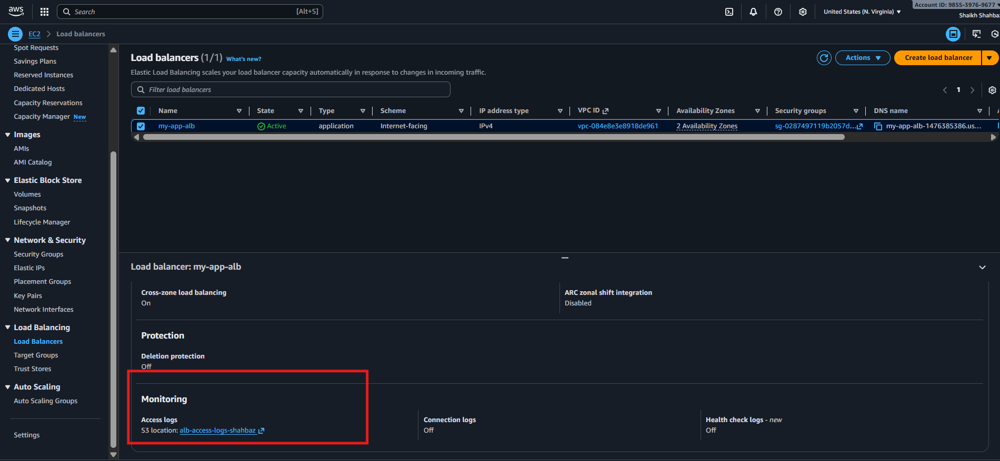 aws
Search
[Alt+S]
United States (N. Virginia)
Account ID: 9855-3976-9677
Shaikh Shahbaz
EC2
Load balancers
Spot Requests
Savings Plans
Reserved Instances
Dedicated Hosts
Capacity Reservations
Capacity Manager New
Images
AMIs
AMI Catalog
Elastic Block Store
Volumes
Snapshots
Lifecycle Manager
Network & Security
Security Groups
Elastic IPs
Placement Groups
Key Pairs
Network Interfaces
Load Balancing
Load Balancers
Target Groups
Trust Stores
Auto Scaling
Auto Scaling Groups
Settings
Load balancers (1/1) What's new?
Actions
Create load balancer
Elastic Load Balancing scales your load balancer capacity automatically in response to changes in incoming traffic.
Filter load balancers
1
Name State Type Scheme IP address type VPC ID Availability Zones Security groups DNS name
my-app-alb Active application Internet-facing IPv4 vpc-084e8e3e8918de961 2 Availability Zones sg-0287497119b2057d... my-app-alb-1476385386.us...
Load balancer: my-app-alb
Cross-zone load balancing
On
ARC zonal shift integration
Disabled
Protection
Deletion protection
Off
Monitoring
Access logs
S3 location: alb-access-logs-shahbaz
Connection logs
Off
Health check logs - new
Off